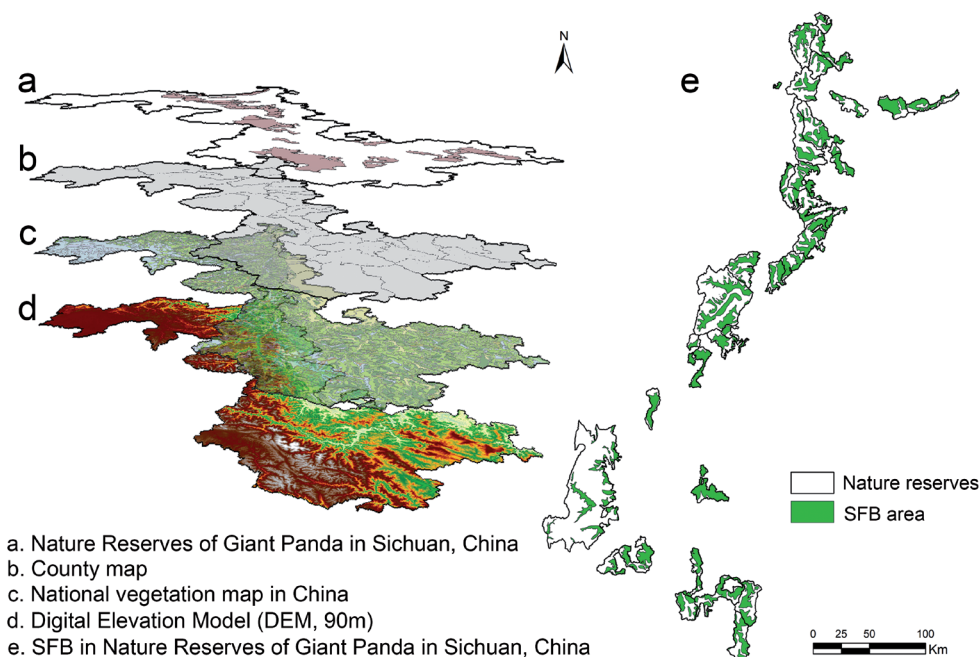 N
a
b
c
d
e
Nature reserves
SFB area
a. Nature Reserves of Giant Panda in Sichuan, China
b. County map
c. National vegetation map in China
d. Digital Elevation Model (DEM, 90m)
e. SFB in Nature Reserves of Giant Panda in Sichuan, China
0 25 50 100
Km